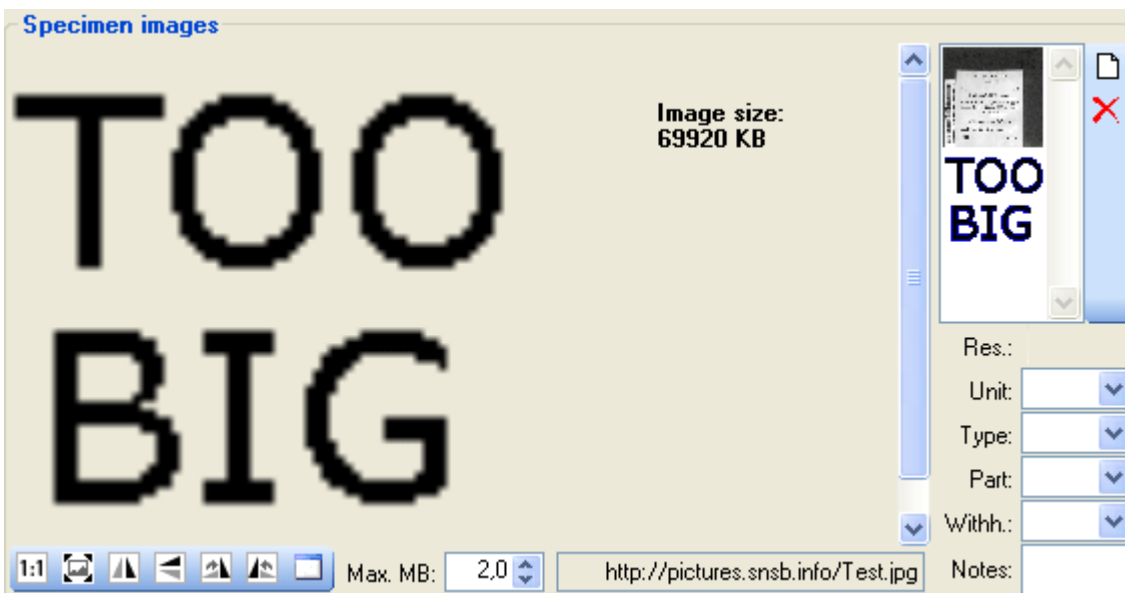 Specimen images
TOO
BIG
Image size:
69920 KB
TOO
BIG
Res.:
Unit:
Type:
Part:
Withh.:
Notes:
1:1
Max. MB:
2,0
http://pictures.snsb.info/Test.jpg